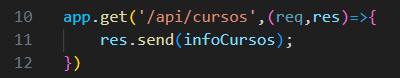 10 app.get('/api/cursos',(req,res)=>{
11     res.send(infoCursos);
12 })